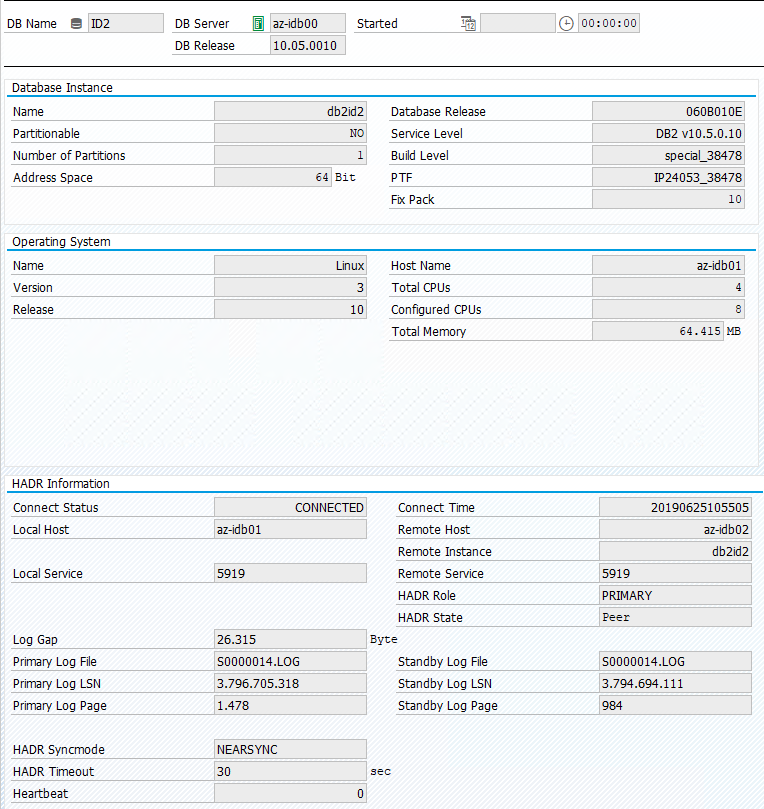 DB Name ID2 DB Server az-idb00 Started 00:00:00
DB Release 10.05.0010
Database Instance
Name db2id2 Database Release 060B010E
Partitionable NO Service Level DB2 v10.5.0.10
Number of Partitions 1 Build Level special_38478
Address Space 64 Bit PTF IP24053_38478
Fix Pack 10
Operating System
Name Linux Host Name az-idb01
Version 3 Total CPUs 4
Release 10 Configured CPUs 8
Total Memory 64.415 MB
HADR Information
Connect Status CONNECTED Connect Time 20190625105505
Local Host az-idb01 Remote Host az-idb02
Remote Instance db2id2
Local Service 5919 Remote Service 5919
HADR Role PRIMARY
HADR State Peer
Log Gap 26.315 Byte
Primary Log File S0000014.LOG Standby Log File S0000014.LOG
Primary Log LSN 3.796.705.318 Standby Log LSN 3.794.694.111
Primary Log Page 1.478 Standby Log Page 984
HADR Syncmode NEARSYNC
HADR Timeout 30 sec
Heartbeat 0